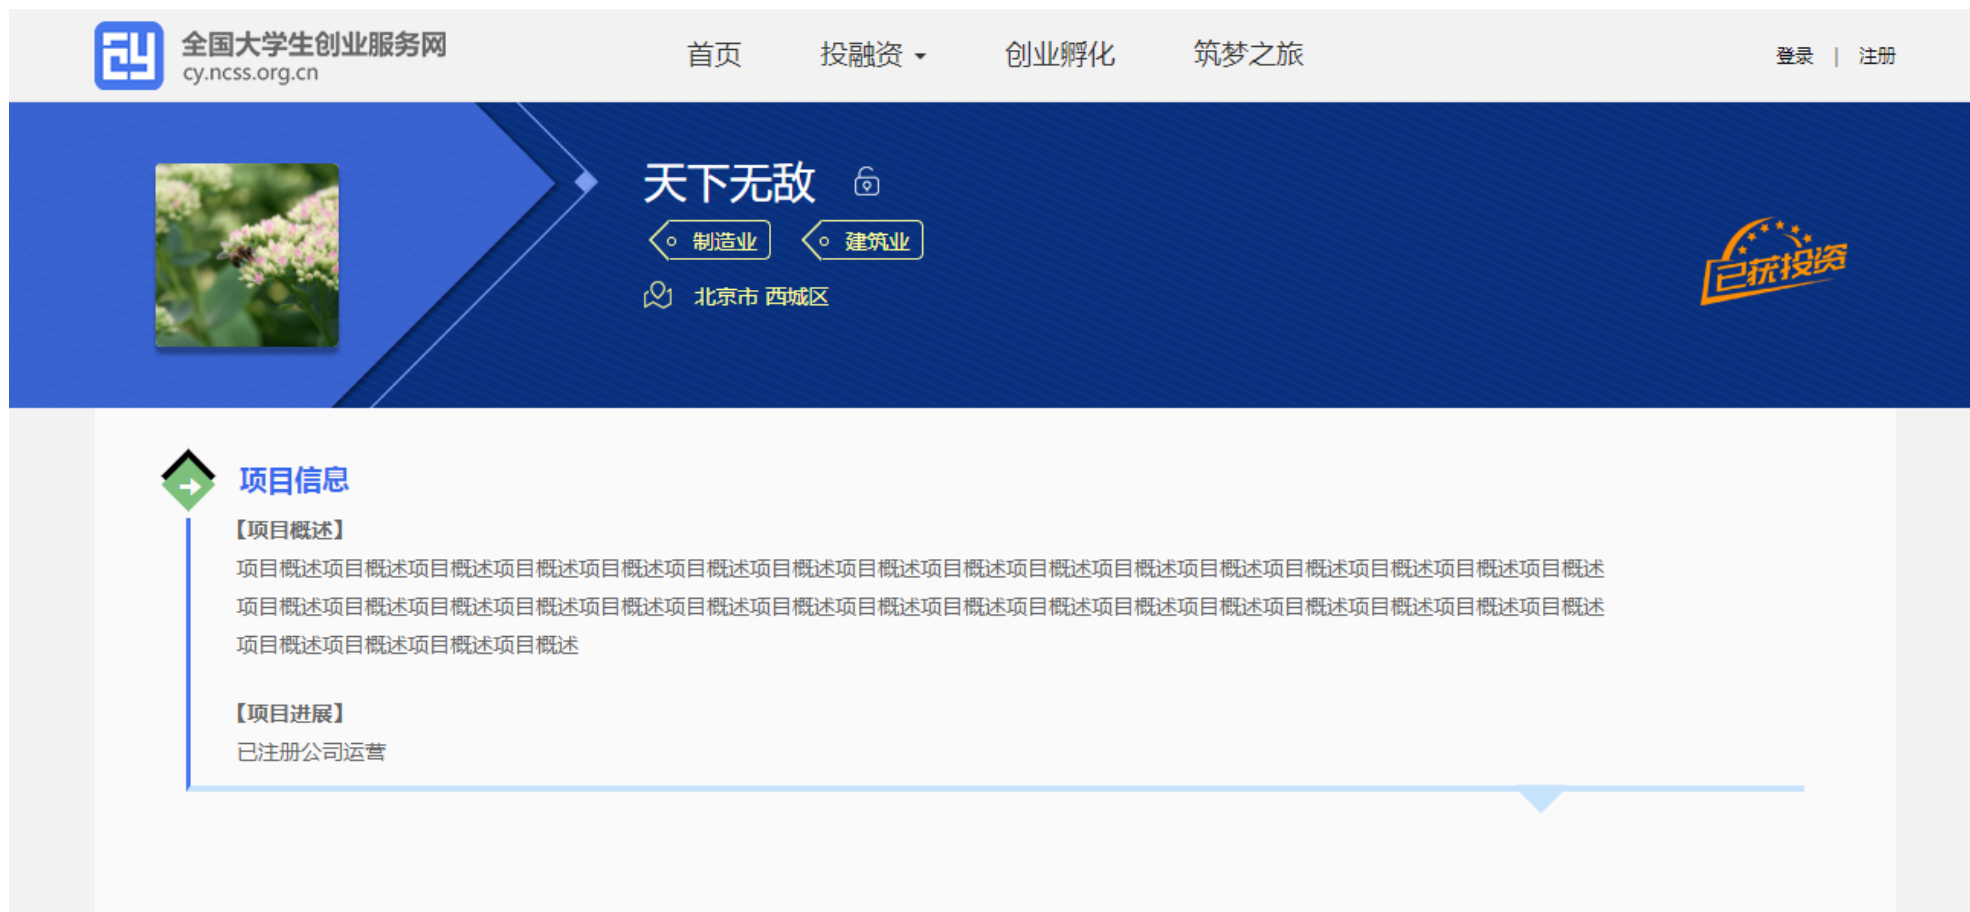 全国大学生创业服务网
cy.ncss.org.cn
首页 投融资 创业孵化 筑梦之旅 登录 | 注册
天下无敌
制造业 建筑业
北京市 西城区
已获投资
项目信息
【项目概述】
项目概述项目概述项目概述项目概述项目概述项目概述项目概述项目概述项目概述项目概述项目概述项目概述项目概述项目概述项目概述项目概述
项目概述项目概述项目概述项目概述项目概述项目概述项目概述项目概述项目概述项目概述项目概述项目概述项目概述项目概述项目概述项目概述
项目概述项目概述项目概述项目概述
【项目进展】
已注册公司运营